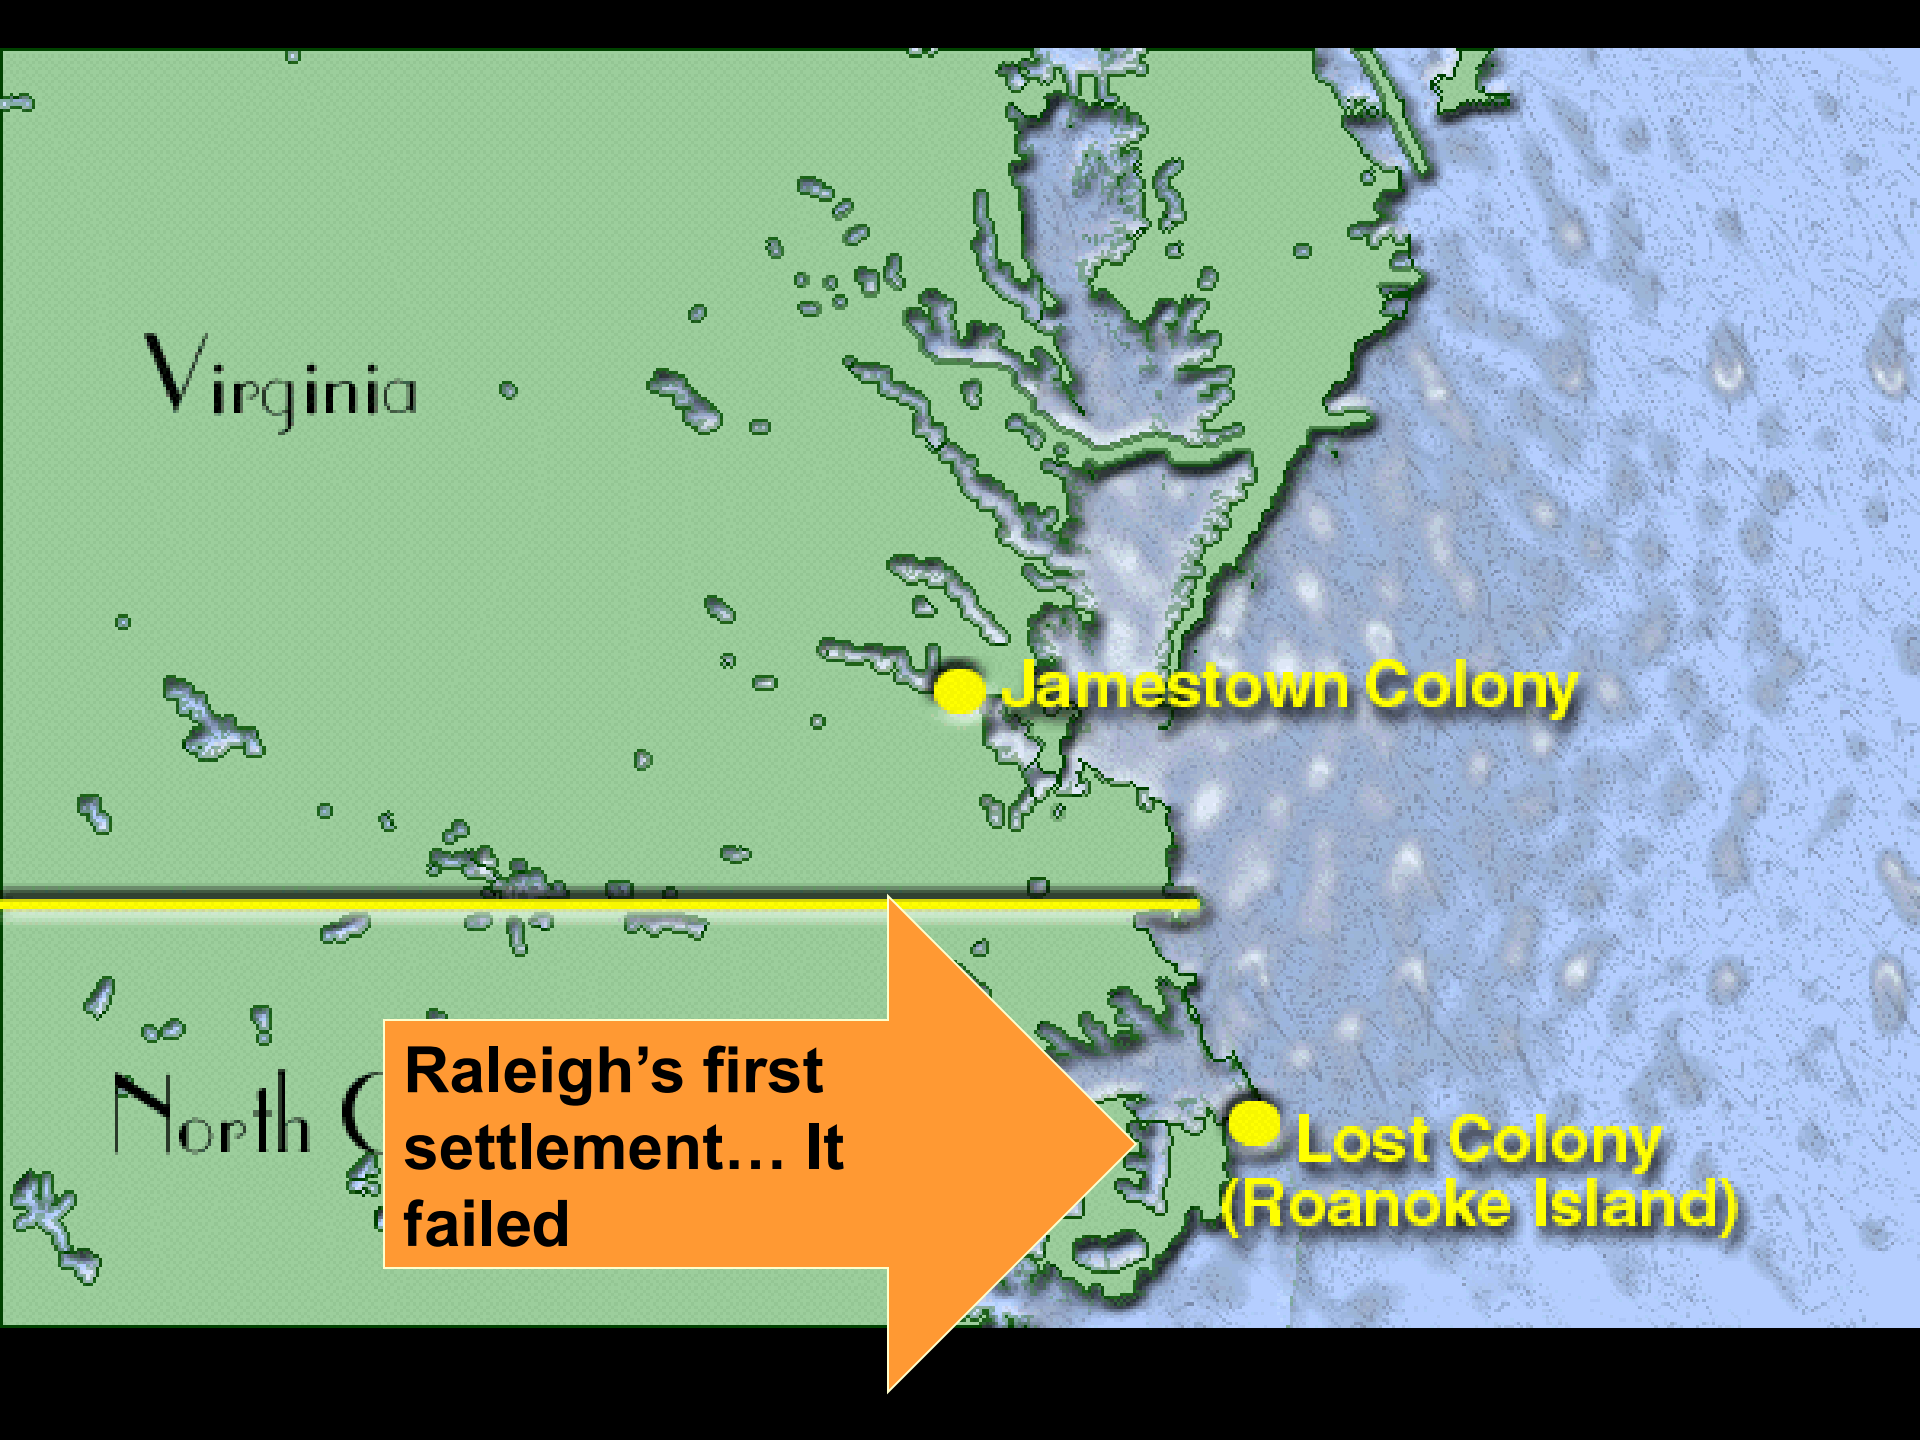 Virginia
Jamestown Colony
North C
Raleigh’s first
settlement… It
failed
Lost Colony
(Roanoke Island)